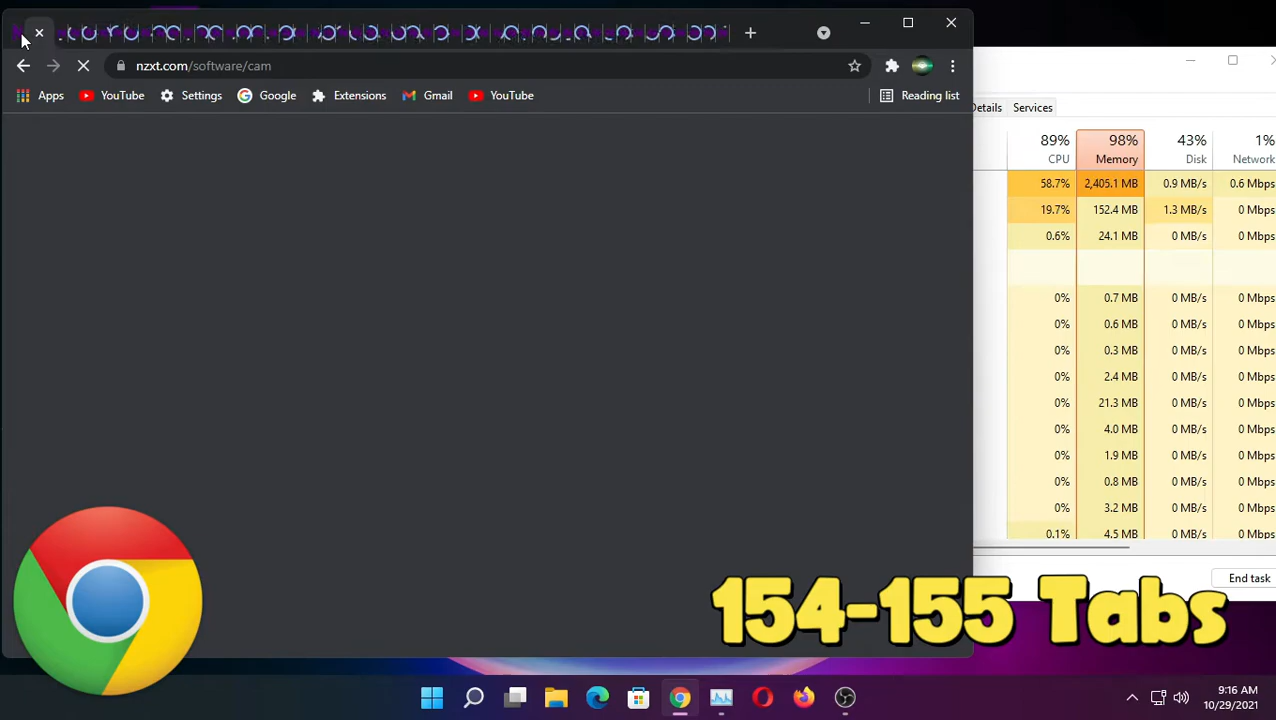 nzxt.com/software/cam
Apps YouTube Settings Google Extensions Gmail YouTube Reading list
Details Services
89% 98% 43% 1%
CPU Memory Disk Network
58.7% 2,405.1 MB 0.9 MB/s 0.6 Mbps
19.7% 152.4 MB 1.3 MB/s 0 Mbps
0.6% 24.1 MB 0 MB/s 0 Mbps
0% 0.7 MB 0 MB/s 0 Mbps
0% 0.6 MB 0 MB/s 0 Mbps
0% 0.3 MB 0 MB/s 0 Mbps
0% 2.4 MB 0 MB/s 0 Mbps
0% 21.3 MB 0 MB/s 0 Mbps
0% 4.0 MB 0 MB/s 0 Mbps
0% 1.9 MB 0 MB/s 0 Mbps
0% 0.8 MB 0 MB/s 0 Mbps
0% 3.2 MB 0 MB/s 0 Mbps
0.1% 4.5 MB 0 MB/s 0 Mbps
End task
154-155 Tabs
9:16 AM
10/29/2021